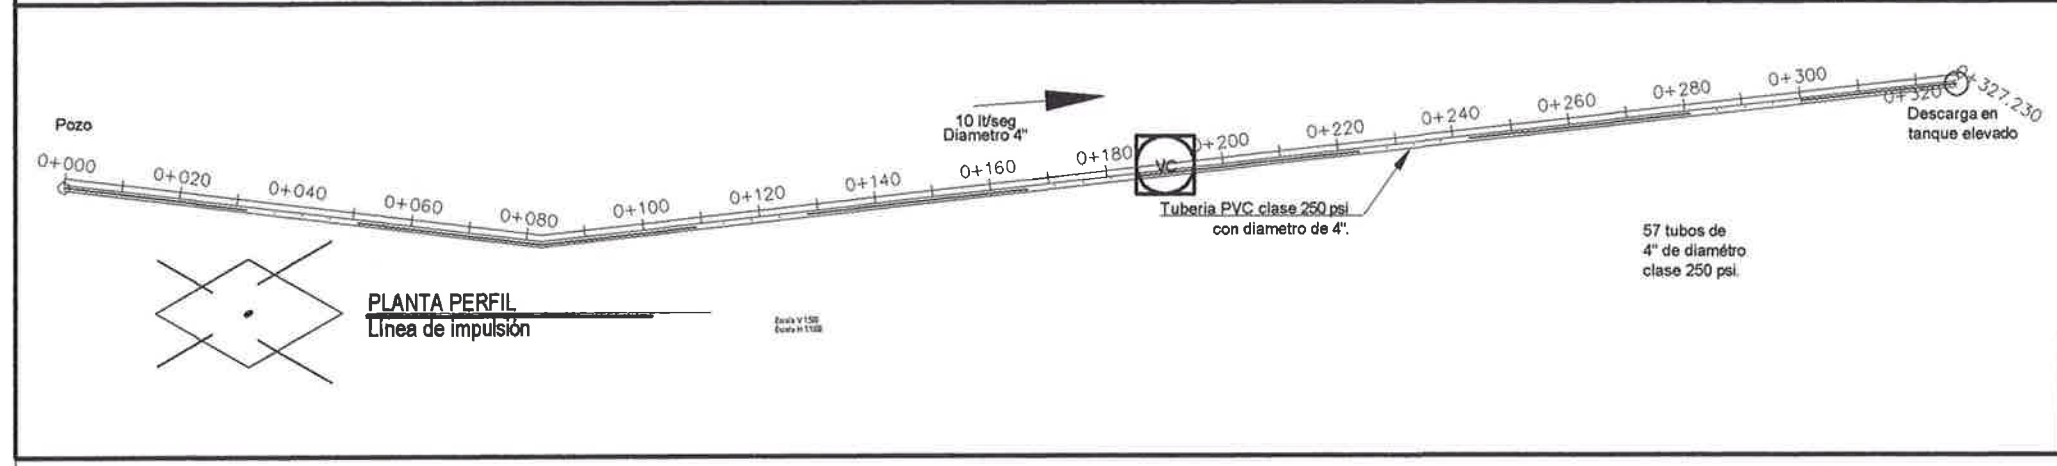 Pozo
0+000
0+020
0+040
0+060
0+080
0+100
0+120
0+140
0+160
0+180
0+200
0+220
0+240
0+260
0+280
0+300
0+320
0+327.230
10 lt/seg
Diametro 4"
VC
Tuberia PVC clase 250 psi
con diametro de 4".
Descarga en
tanque elevado
57 tubos de
4" de diamétro
clase 250 psi.
PLANTA PERFIL
Línea de impulsión
Escala V
Escala H